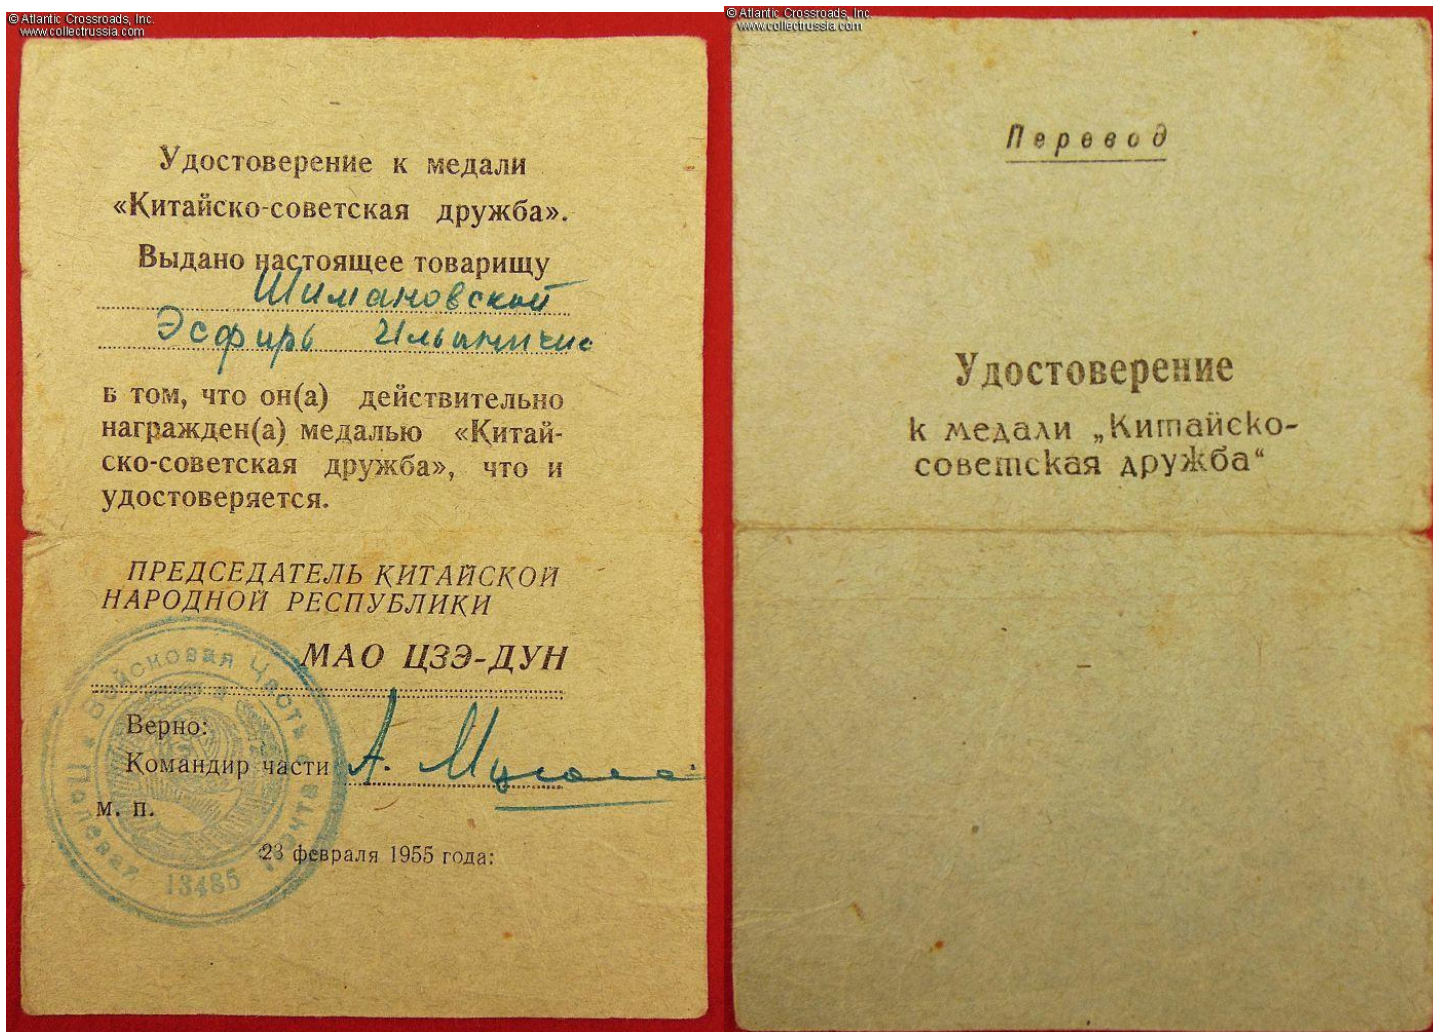 © Atlantic Crossroads, Inc.
www.collectrussia.com
Удостоверение к медали
«Китайско-советская дружба».
Выдано настоящее товарищу
Шимановской
Эсфирь Ильиничне
в том, что он(а) действительно
награжден(а) медалью «Китай-
ско-советская дружба», что и
удостоверяется.
ПРЕДСЕДАТЕЛЬ КИТАЙСКОЙ
НАРОДНОЙ РЕСПУБЛИКИ
МАО ЦЗЭ-ДУН
Верно:
Командир части А.
м. п.
23 февраля 1955 года:
Войсковая Часть
Полевая почта
13485
© Atlantic Crossroads, Inc.
www.collectrussia.com
Перевод
Удостоверение
к медали „Китайско-
советская дружба“